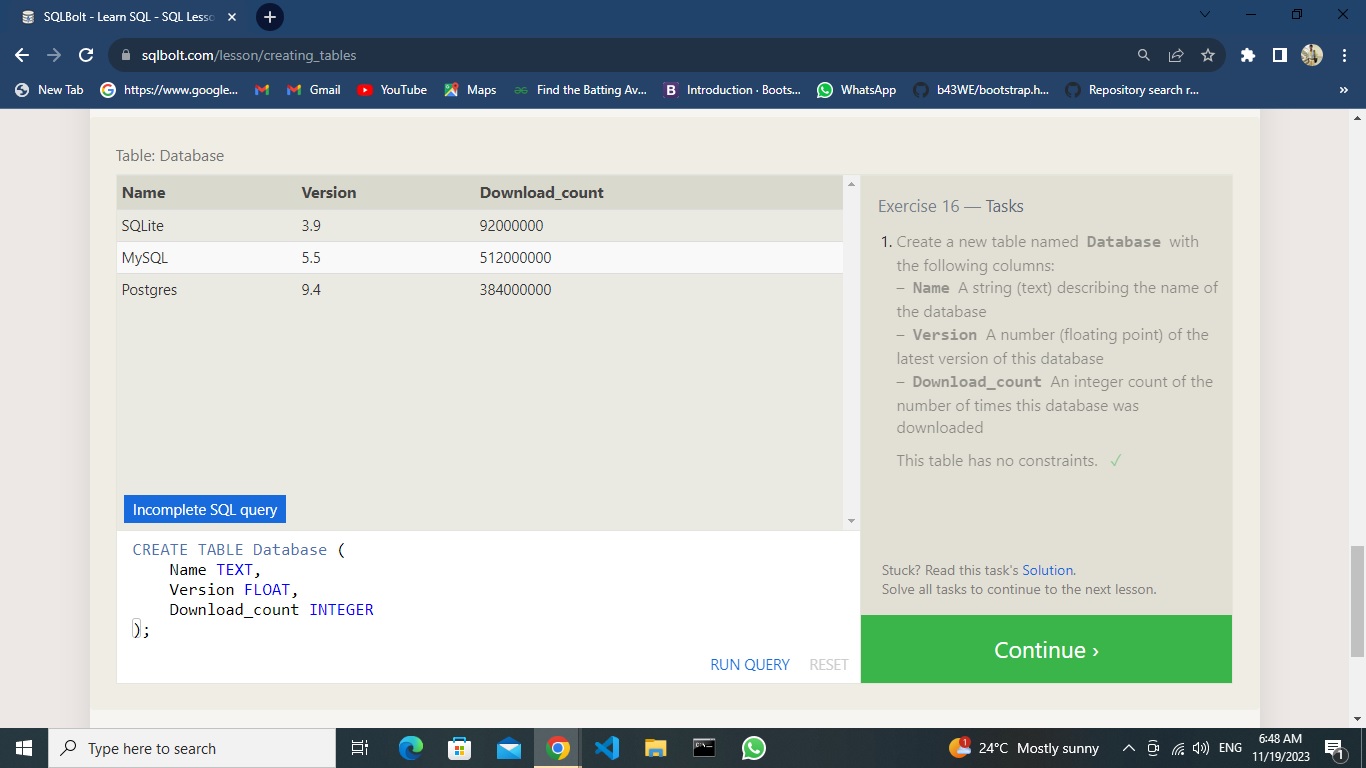 SQLBolt - Learn SQL - SQL Lesso
sqlbolt.com/lesson/creating_tables
New Tab https://www.google... Gmail YouTube Maps Find the Batting Av... Introduction · Boots... WhatsApp b43WE/bootstrap.h... Repository search r... »
Table: Database
Name Version Download_count
SQLite 3.9 92000000
MySQL 5.5 512000000
Postgres 9.4 384000000
Incomplete SQL query
CREATE TABLE Database (
Name TEXT,
Version FLOAT,
Download_count INTEGER
);
RUN QUERY RESET
Exercise 16 — Tasks
1. Create a new table named Database with
the following columns:
– Name A string (text) describing the name of
the database
– Version A number (floating point) of the
latest version of this database
– Download_count An integer count of the
number of times this database was
downloaded
This table has no constraints. ✓
Stuck? Read this task's Solution.
Solve all tasks to continue to the next lesson.
Continue ›
Type here to search
1 24°C Mostly sunny
ENG
6:48 AM
11/19/2023
1